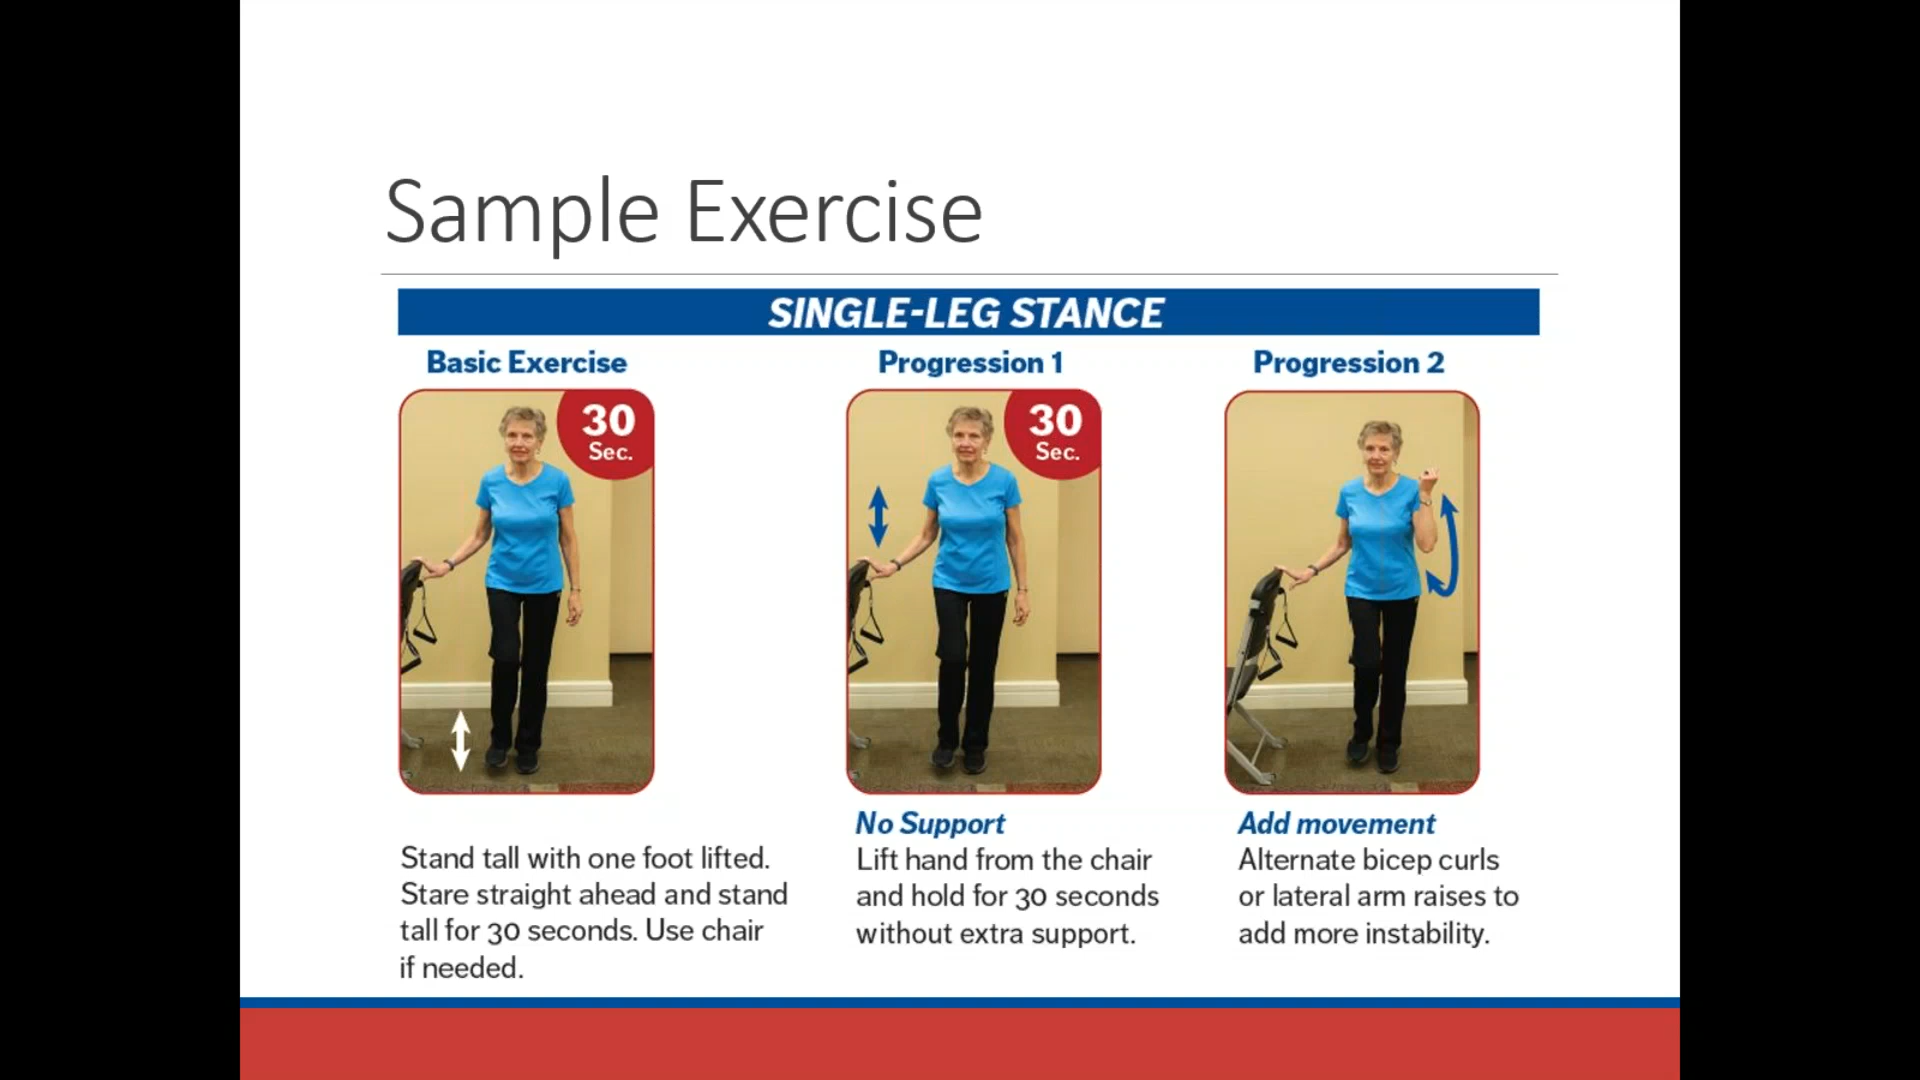 Sample Exercise
SINGLE-LEG STANCE
Basic Exercise
30
Sec.
Stand tall with one foot lifted.
Stare straight ahead and stand
tall for 30 seconds. Use chair
if needed.
Progression 1
30
Sec.
No Support
Lift hand from the chair
and hold for 30 seconds
without extra support.
Progression 2
Add movement
Alternate bicep curls
or lateral arm raises to
add more instability.